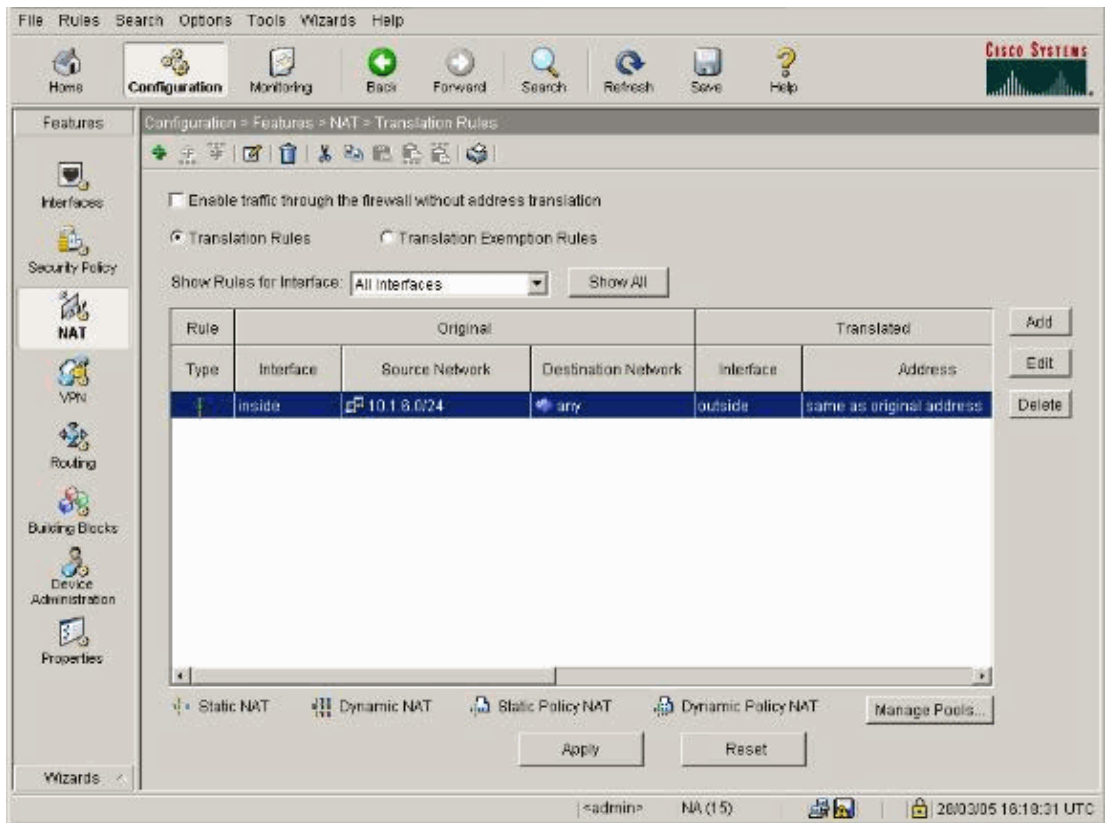 File Rules Search Options Tools Wizards Help
Home Configuration Monitoring Back Forward Search Refresh Save Help
CISCO SYSTEMS
Features
Configuration > Features > NAT > Translation Rules
Interfaces
Security Policy
NAT
VPN
Routing
Building Blocks
Device Administration
Properties
Wizards
Enable traffic through the firewall without address translation
Translation Rules Translation Exemption Rules
Show Rules for Interface: All Interfaces Show All
Rule Original Translated
Type Interface Source Network Destination Network Interface Address
inside 10.1.6.0/24 any outside same as original address
Add
Edit
Delete
Static NAT Dynamic NAT Static Policy NAT Dynamic Policy NAT Manage Pools...
Apply Reset
<admin> NA (15) 28/03/05 16:18:31 UTC